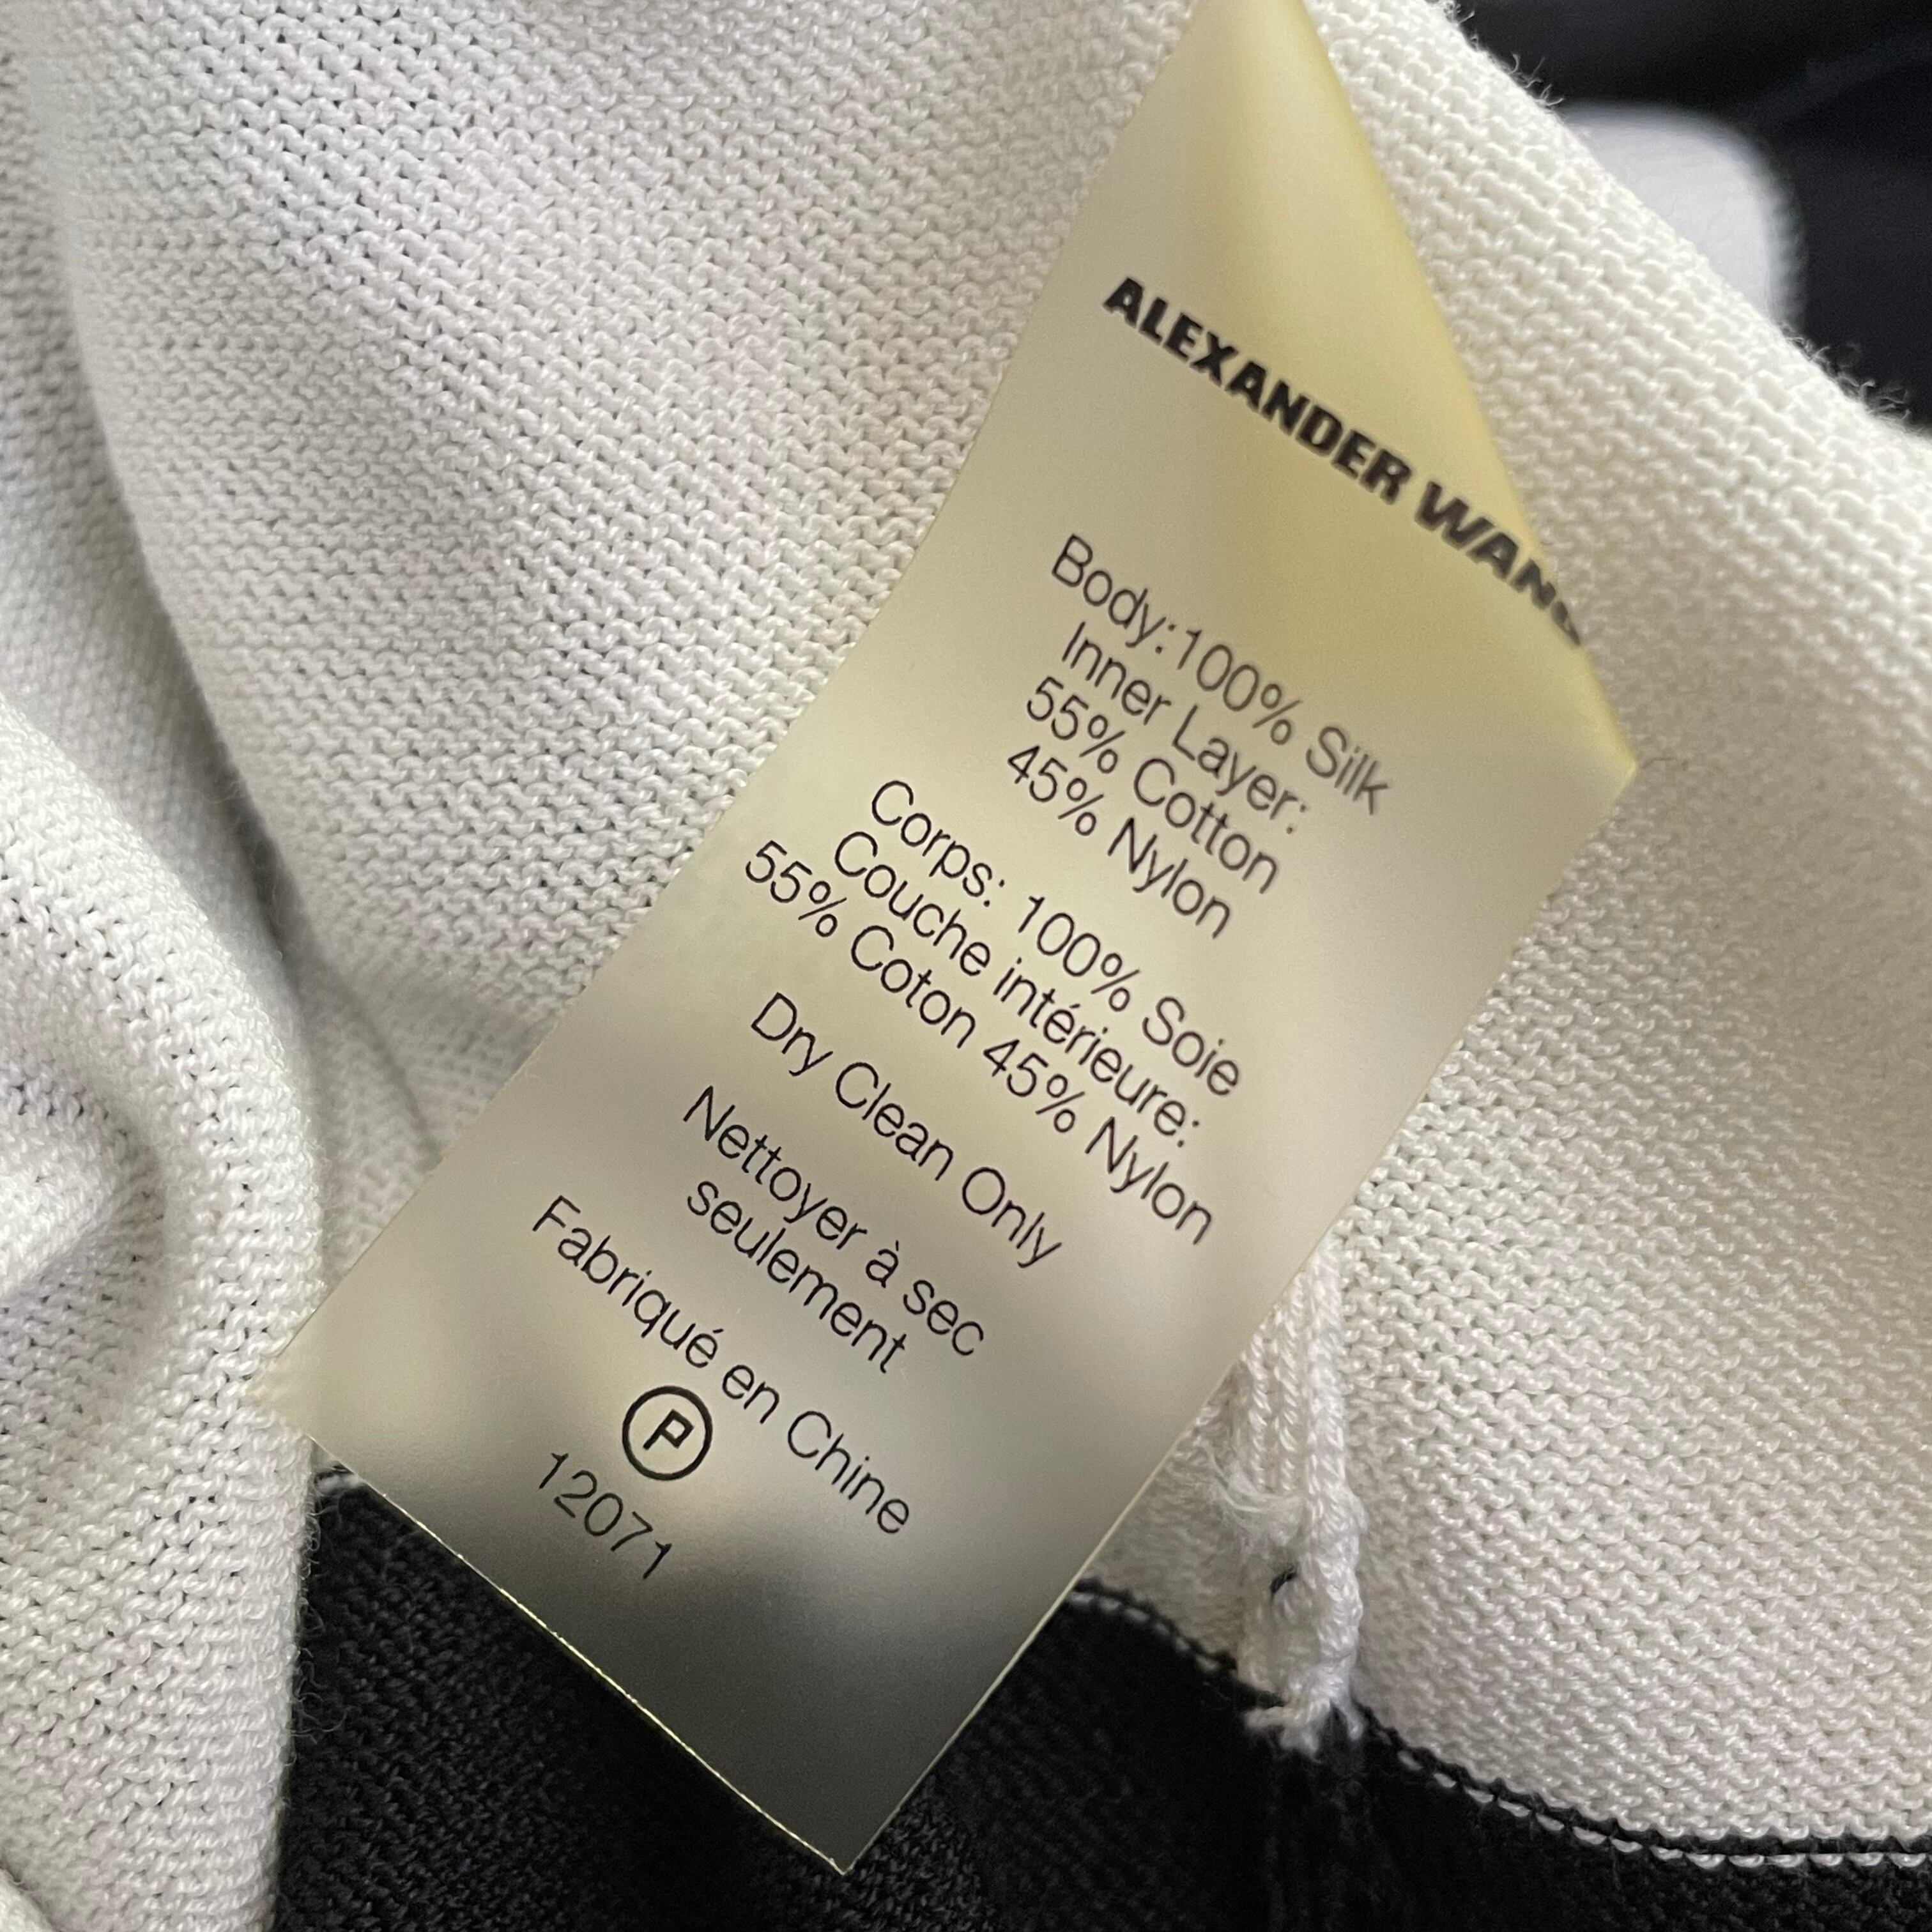 ALEXANDER WANG
Body:100% Silk
Inner Layer:
55% Cotton
45% Nylon
Corps: 100% Soie
Couche intérieure:
55% Coton 45% Nylon
Dry Clean Only
Nettoyer à sec
seulement
Fabriqué en Chine
P
12071